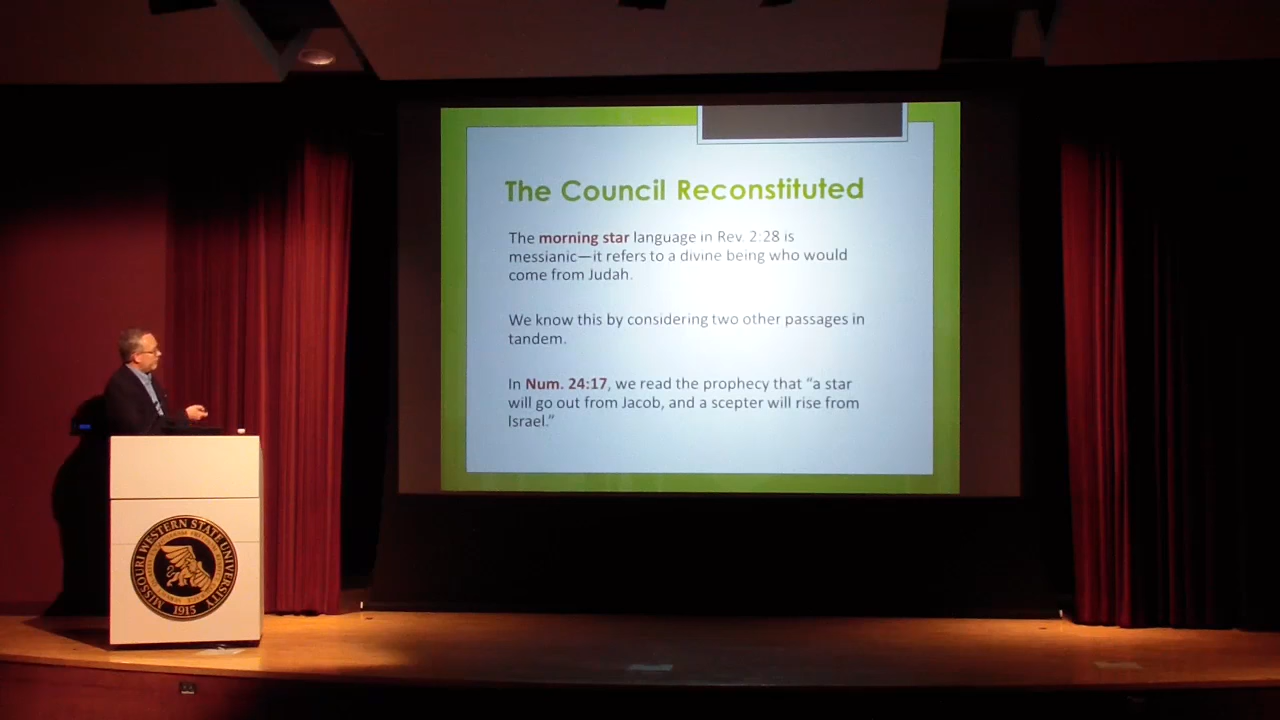 The Council Reconstituted
The morning star language in Rev. 2:28 is
messianic—it refers to a divine being who would
come from Judah.
We know this by considering two other passages in
tandem.
In Num. 24:17, we read the prophecy that “a star
will go out from Jacob, and a scepter will rise from
Israel.”
MISSOURI WESTERN STATE UNIVERSITY
1915